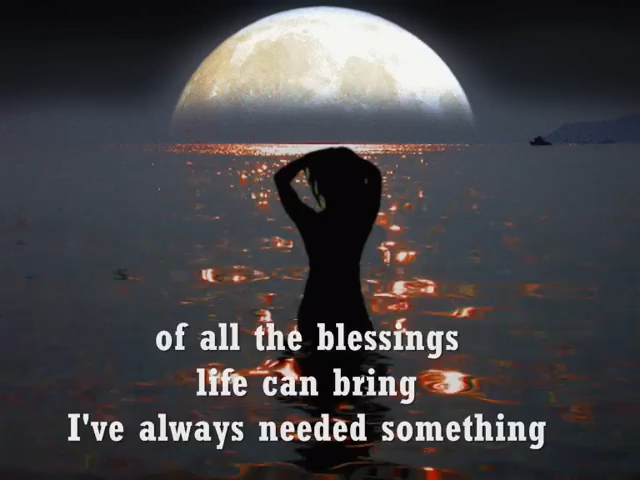 of all the blessings
life can bring
I've always needed something